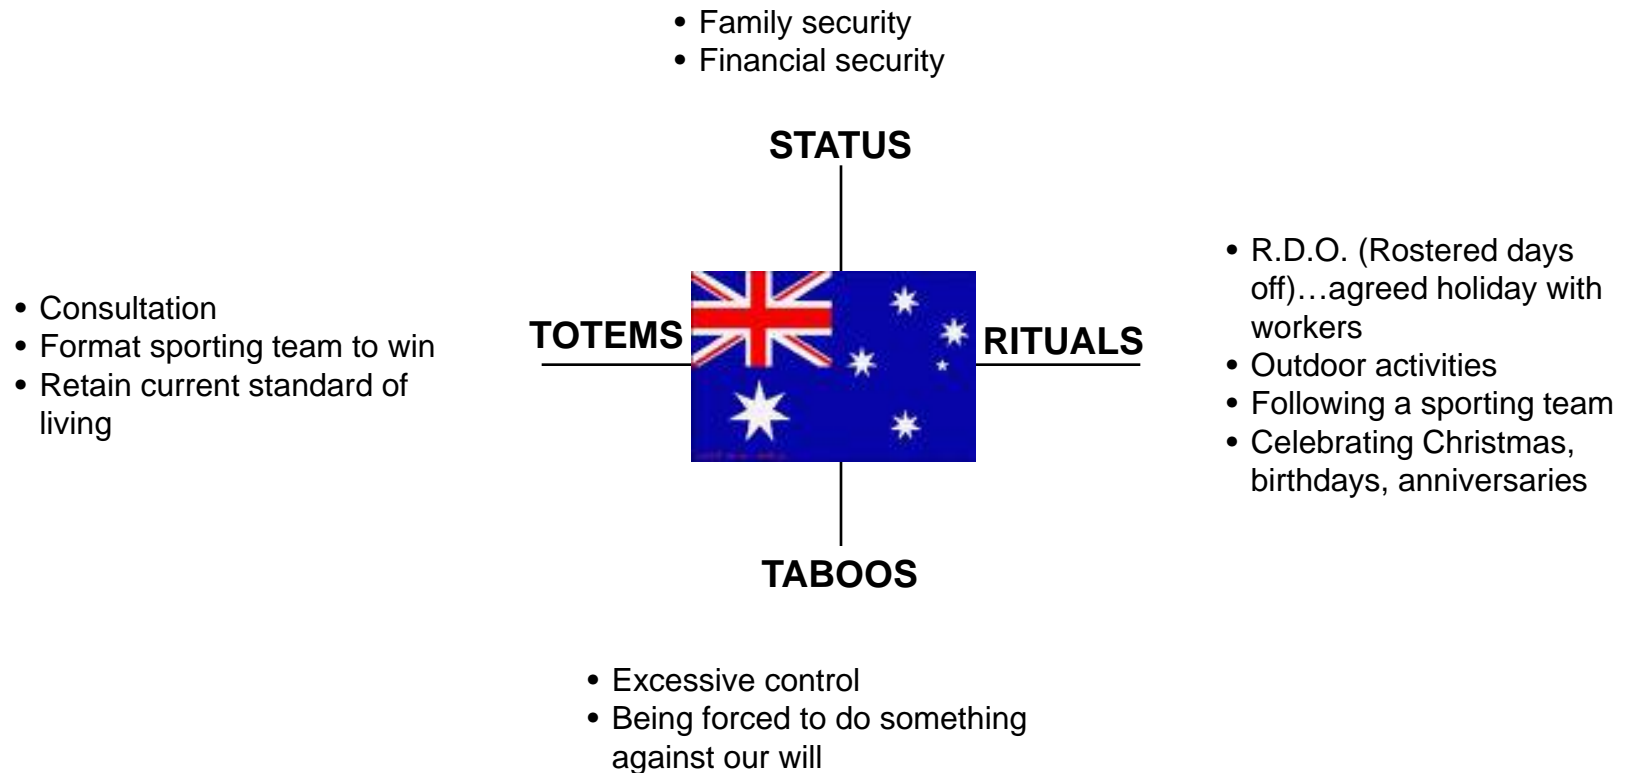 • Family security
• Financial security
STATUS
• Consultation
• Format sporting team to win
• Retain current standard of
living
TOTEMS
RITUALS
• R.D.O. (Rostered days
off)…agreed holiday with
workers
• Outdoor activities
• Following a sporting team
• Celebrating Christmas,
birthdays, anniversaries
TABOOS
• Excessive control
• Being forced to do something
against our will